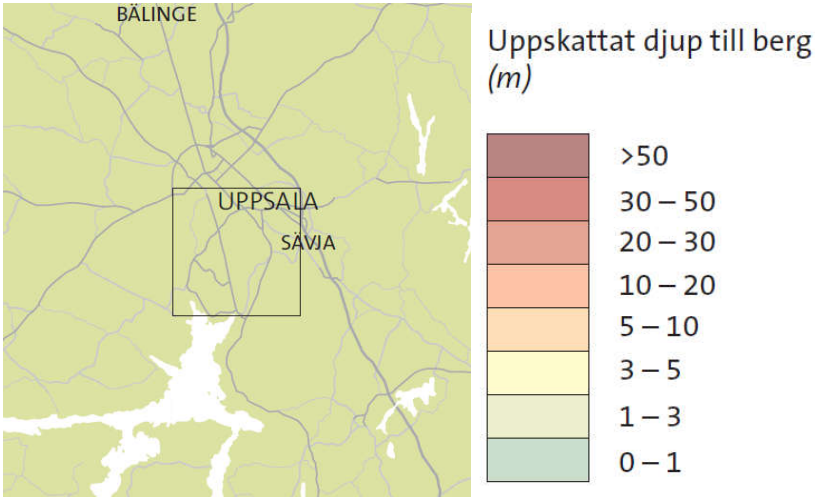 BÄLINGE
UPPSALA
SÄVJA
Uppskattat djup till berg
(m)
>50
30 – 50
20 – 30
10 – 20
5 – 10
3 – 5
1 – 3
0 – 1